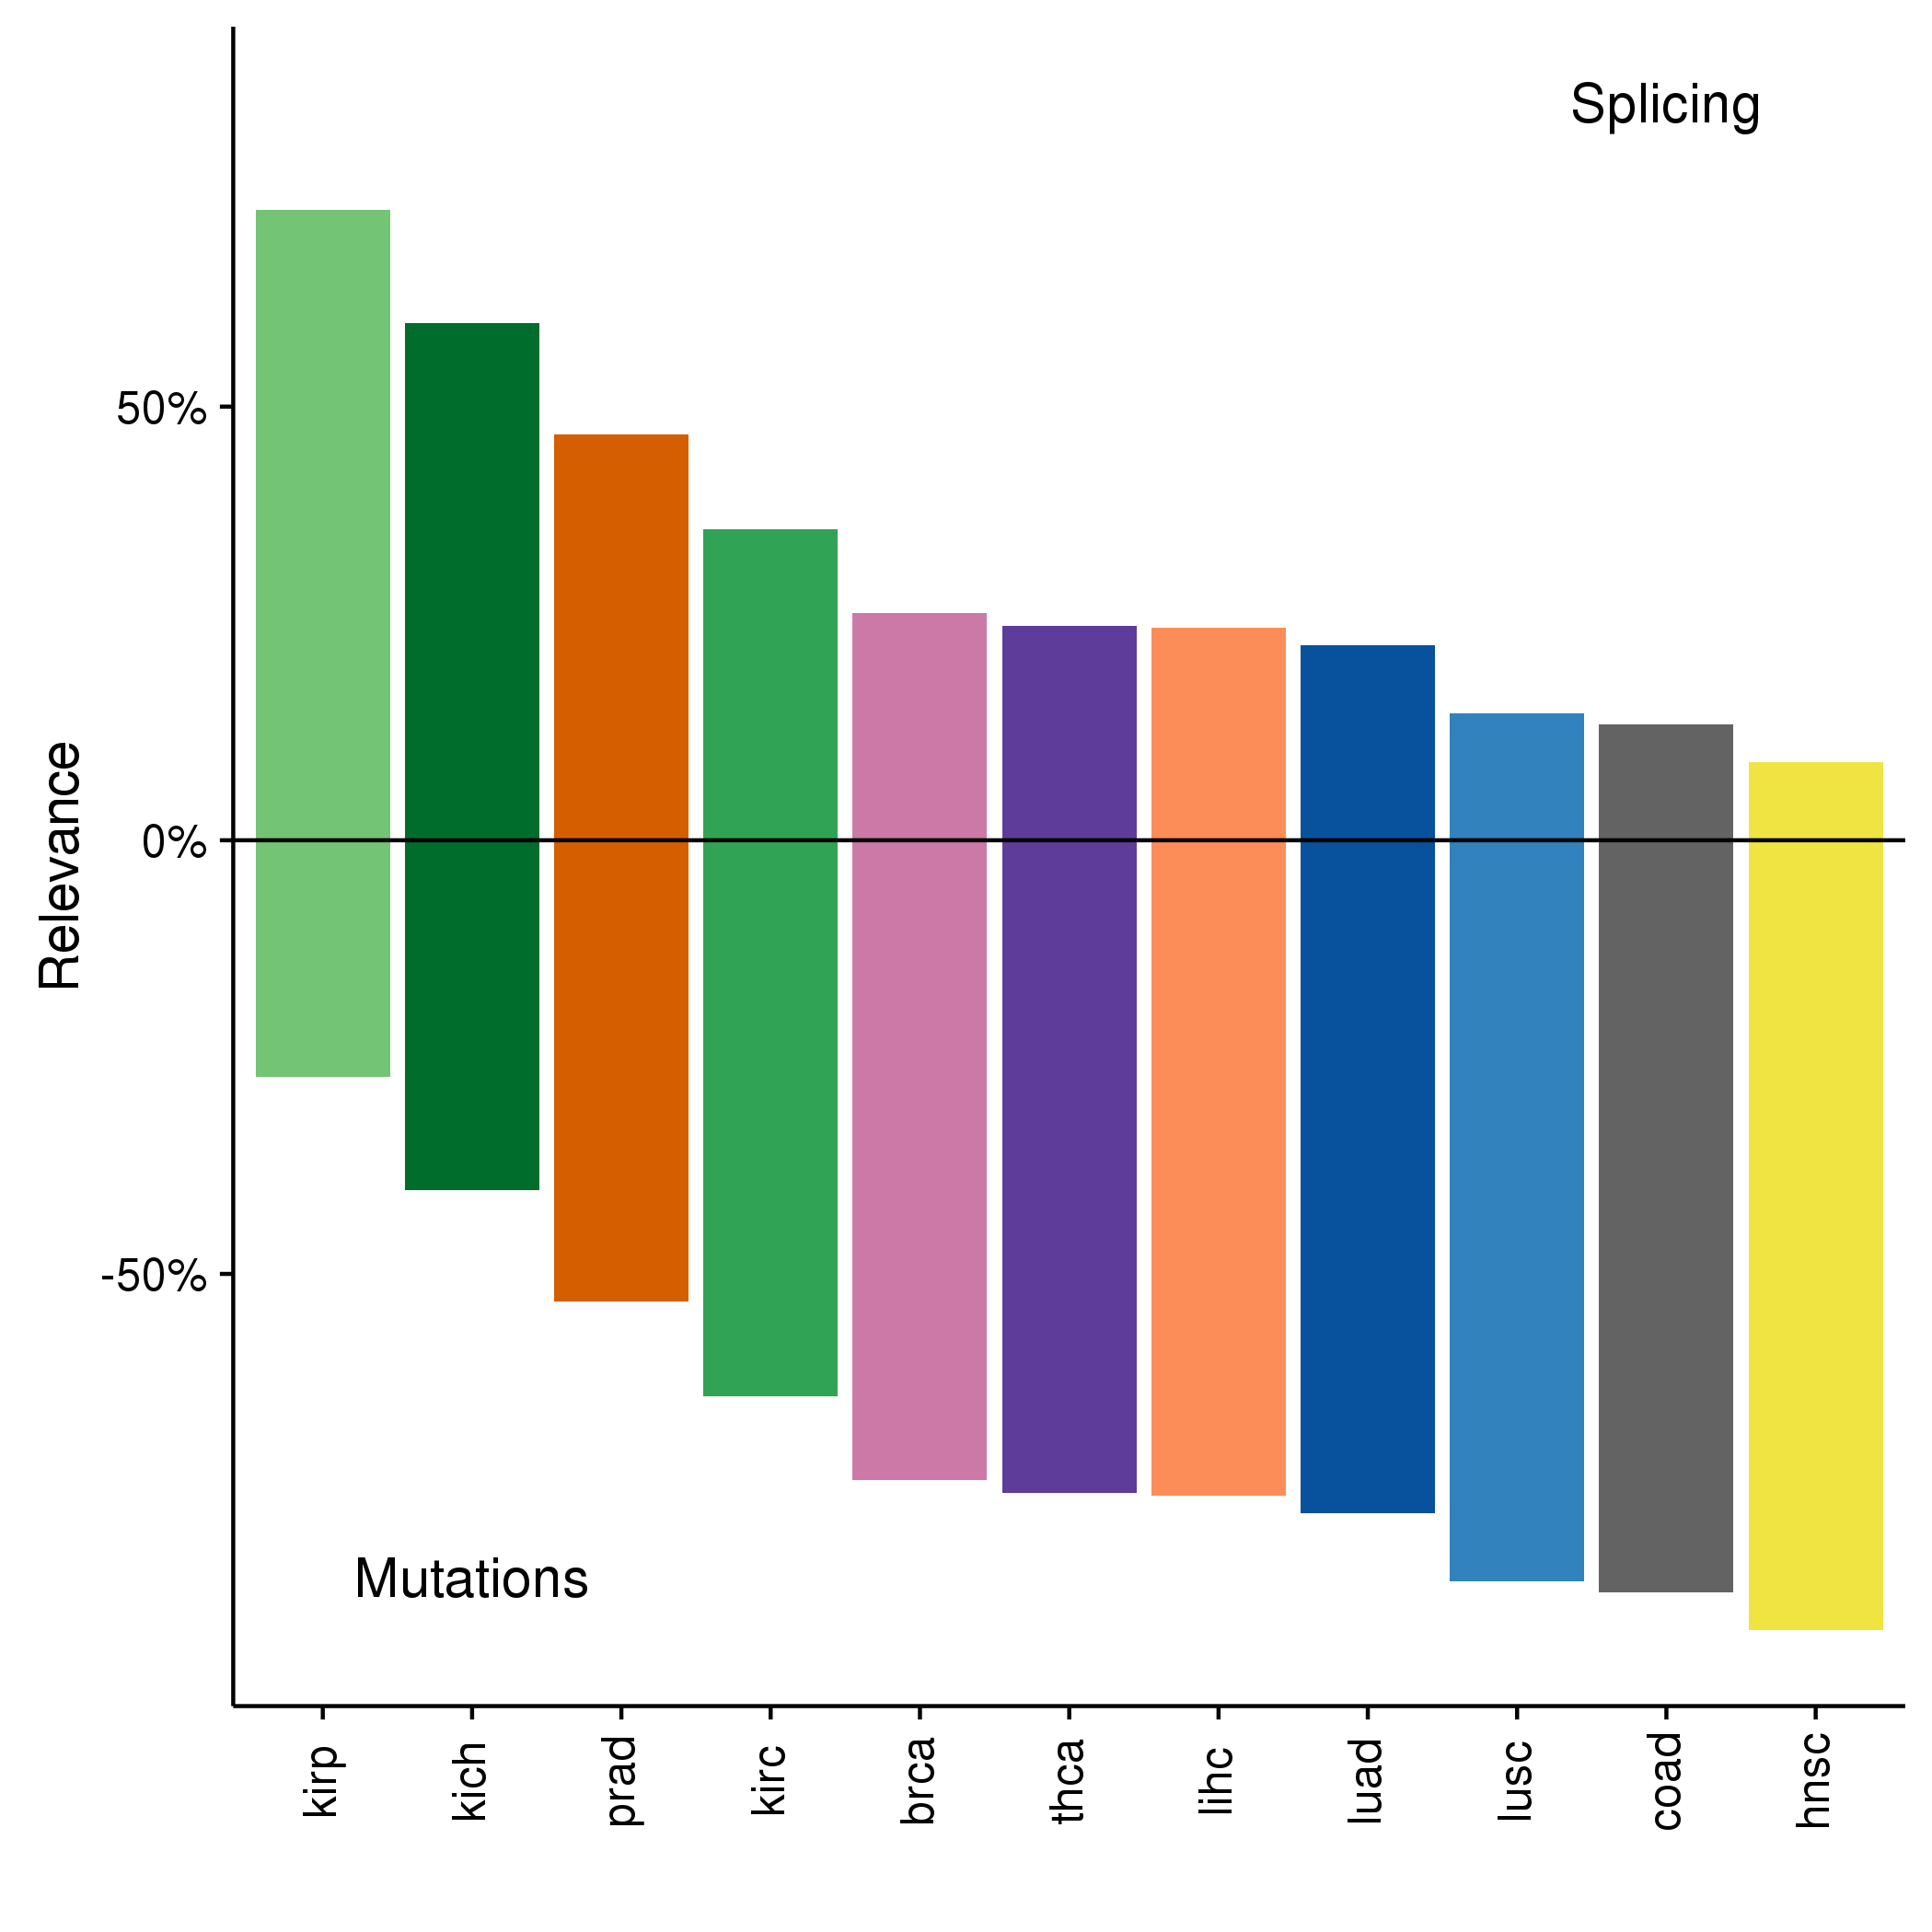 Splicing
50%
0%
-50%
Relevance
Mutations
kirp
kich
prad
kirc
brca
thca
lihc
luad
lusc
coad
hnsc